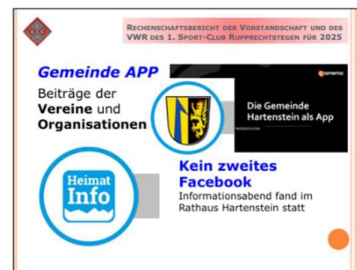 RECHENSCHAFTSBERICHT DER VORSTANDSCHAFT UND DES
VWR DES 1. SPORT-CLUB RUPPRECHTSTEGEN FÜR 2025
Gemeinde APP
Beiträge der
Vereine und
Organisationen
Die Gemeinde
Hartenstein als App
Heimat
Info
Kein zweites
Facebook
Informationsabend fand im
Rathaus Hartenstein statt